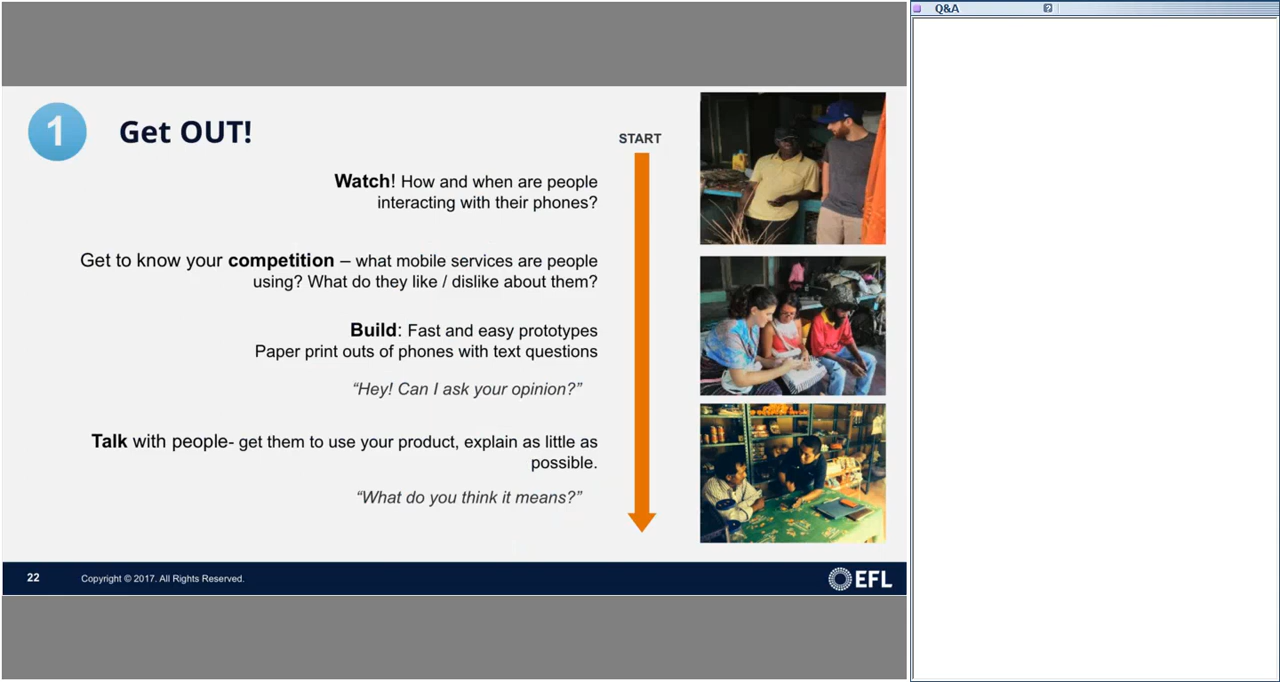 Q&A
?
1
Get OUT!
START
Watch! How and when are people
interacting with their phones?
Get to know your competition – what mobile services are people
using? What do they like / dislike about them?
Build: Fast and easy prototypes
Paper print outs of phones with text questions
“Hey! Can I ask your opinion?”
Talk with people- get them to use your product, explain as little as
possible.
“What do you think it means?”
22
Copyright © 2017. All Rights Reserved.
EFL